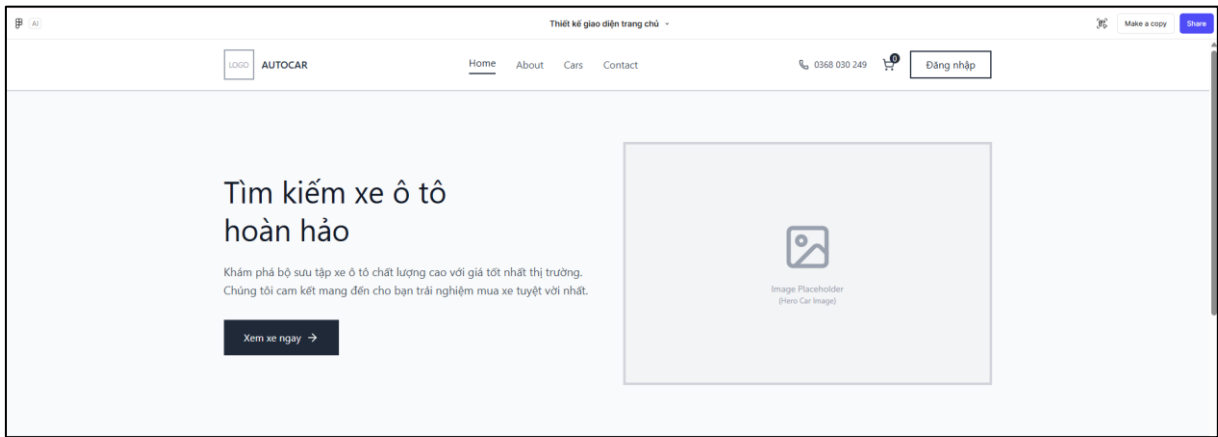 AI
Thiết kế giao diện trang chủ
Make a copy
Share
LOGO
AUTOCAR
Home
About
Cars
Contact
0368 030 249
0
Đăng nhập
Tìm kiếm xe ô tô
hoàn hảo
Khám phá bộ sưu tập xe ô tô chất lượng cao với giá tốt nhất thị trường.
Chúng tôi cam kết mang đến cho bạn trải nghiệm mua xe tuyệt vời nhất.
Xem xe ngay
Image Placeholder
(Hero Car Image)